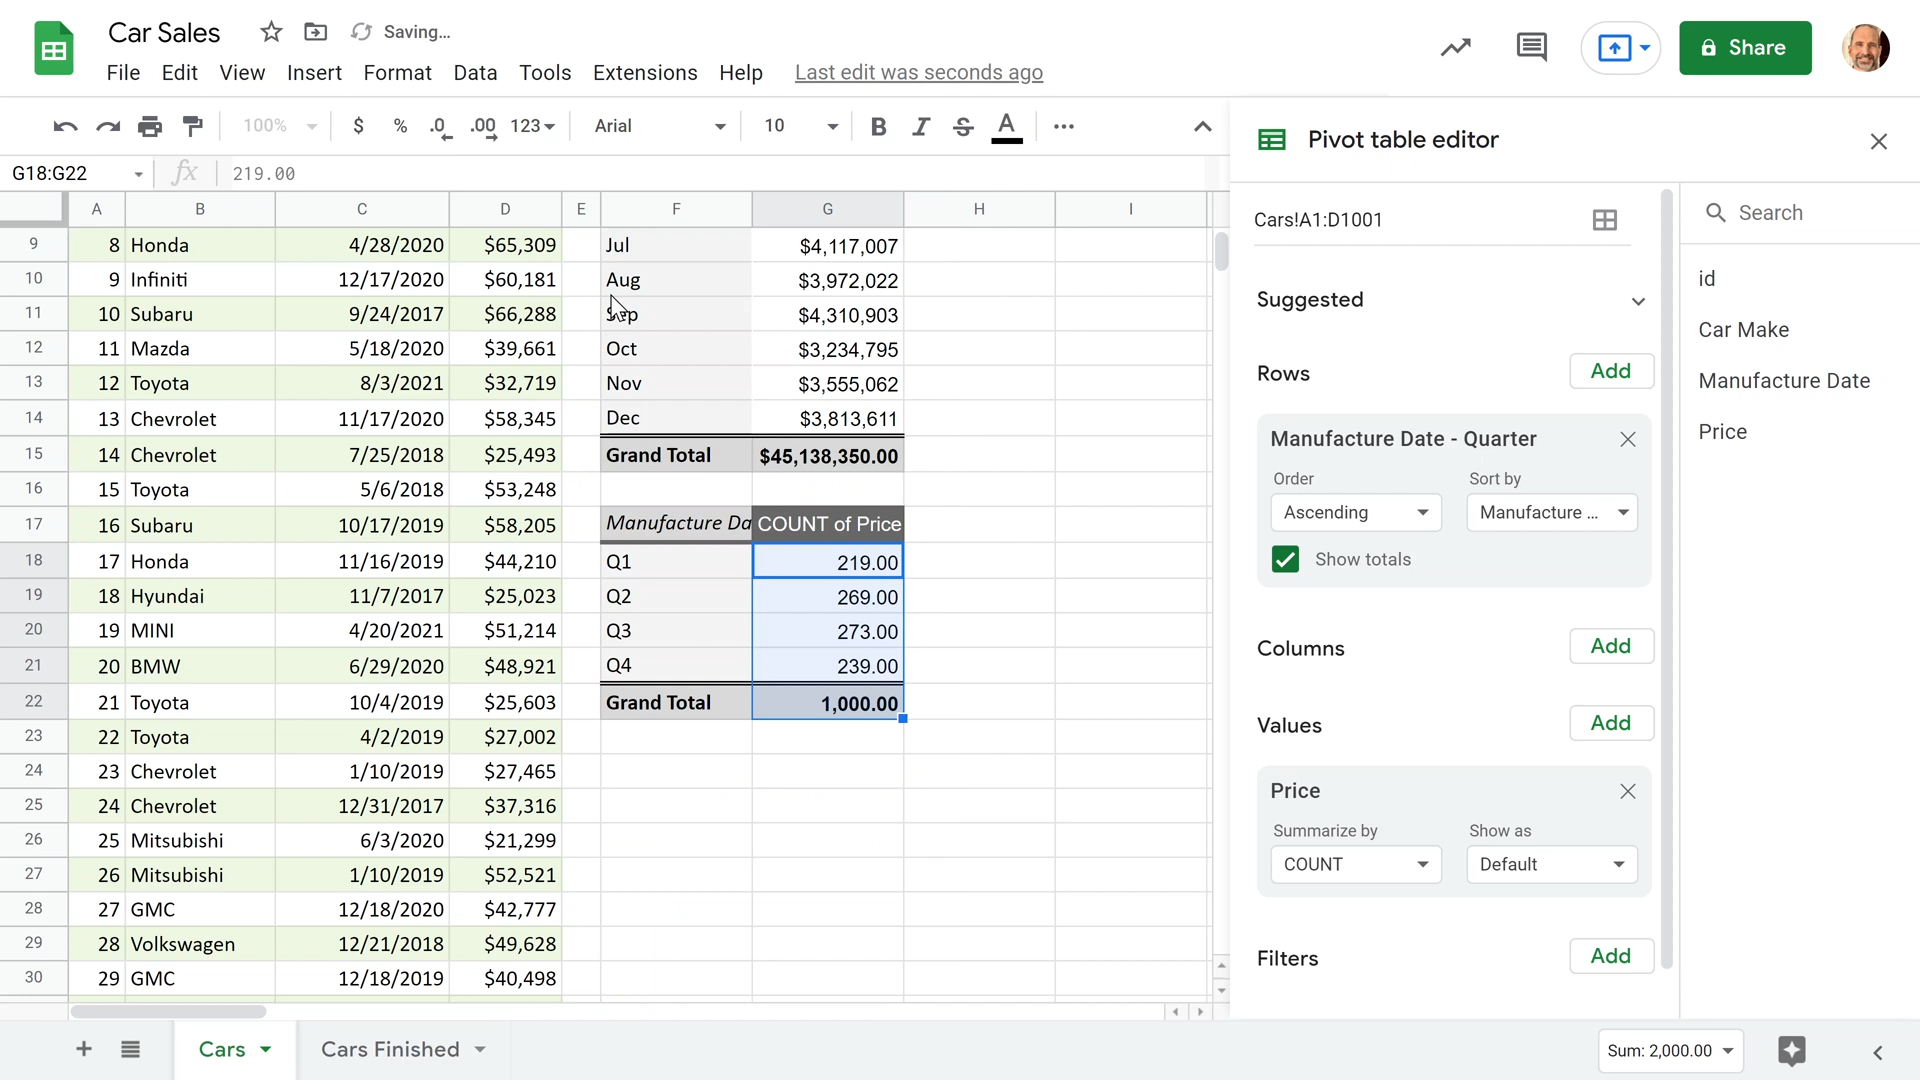 Car Sales
Saving...
File Edit View Insert Format Data Tools Extensions Help Last edit was seconds ago
Share
100% $ % .0 .00 123 Arial 10 B I S A
G18:G22 fx 219.00
A B C D E F G H I
9 8 Honda 4/28/2020 $65,309 Jul $4,117,007
10 9 Infiniti 12/17/2020 $60,181 Aug $3,972,022
11 10 Subaru 9/24/2017 $66,288 Sep $4,310,903
12 11 Mazda 5/18/2020 $39,661 Oct $3,234,795
13 12 Toyota 8/3/2021 $32,719 Nov $3,555,062
14 13 Chevrolet 11/17/2020 $58,345 Dec $3,813,611
15 14 Chevrolet 7/25/2018 $25,493 Grand Total $45,138,350.00
16 15 Toyota 5/6/2018 $53,248
17 16 Subaru 10/17/2019 $58,205 Manufacture Da COUNT of Price
18 17 Honda 11/16/2019 $44,210 Q1 219.00
19 18 Hyundai 11/7/2017 $25,023 Q2 269.00
20 19 MINI 4/20/2021 $51,214 Q3 273.00
21 20 BMW 6/29/2020 $48,921 Q4 239.00
22 21 Toyota 10/4/2019 $25,603 Grand Total 1,000.00
23 22 Toyota 4/2/2019 $27,002
24 23 Chevrolet 1/10/2019 $27,465
25 24 Chevrolet 12/31/2017 $37,316
26 25 Mitsubishi 6/3/2020 $21,299
27 26 Mitsubishi 1/10/2019 $52,521
28 27 GMC 12/18/2020 $42,777
29 28 Volkswagen 12/21/2018 $49,628
30 29 GMC 12/18/2019 $40,498
Pivot table editor
Cars!A1:D1001
Suggested
Rows Add
Manufacture Date - Quarter
Order Sort by
Ascending Manufacture ...
Show totals
Columns Add
Values Add
Price
Summarize by Show as
COUNT Default
Filters Add
Search
id
Car Make
Manufacture Date
Price
Cars Cars Finished
Sum: 2,000.00